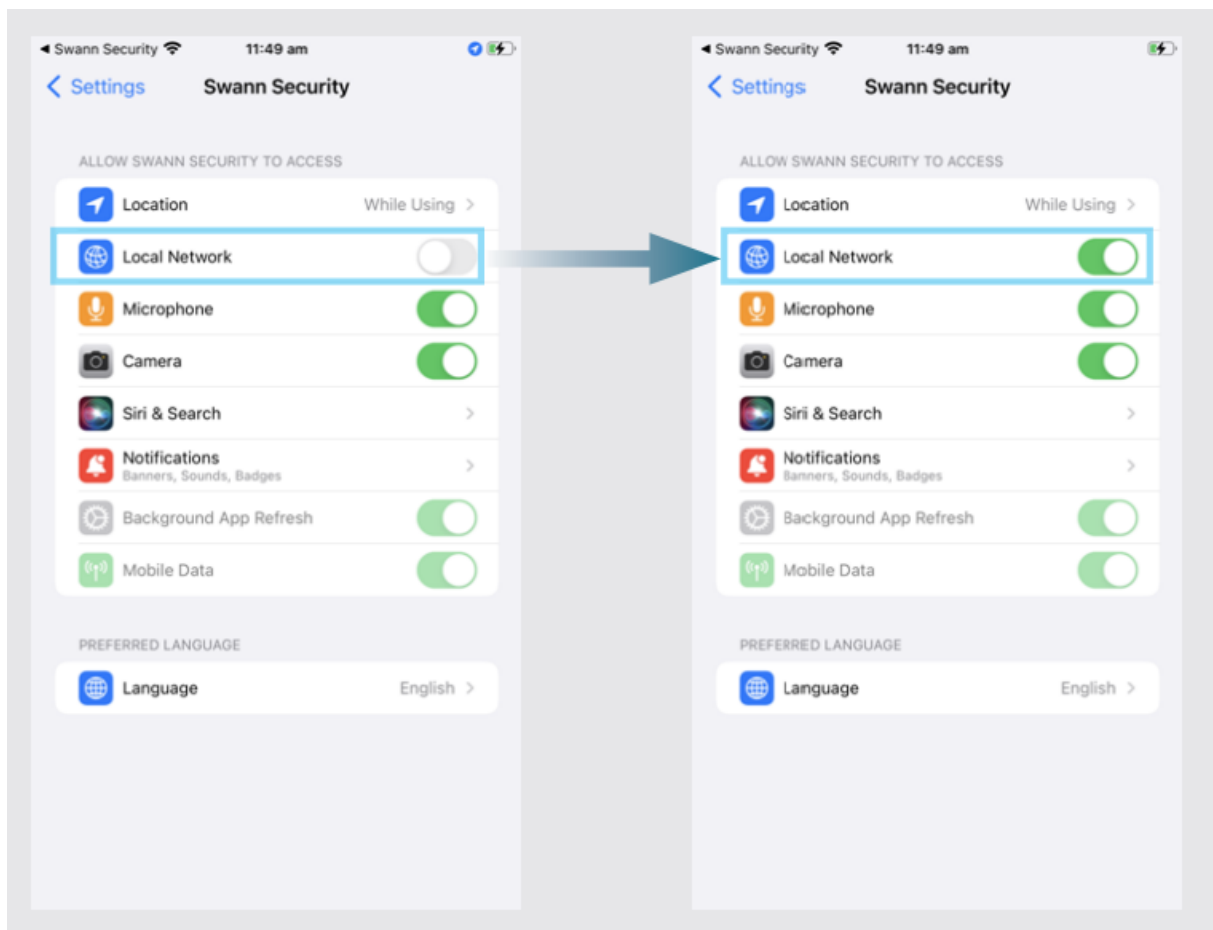 Swann Security 11:49 am
Settings Swann Security
ALLOW SWANN SECURITY TO ACCESS
Location While Using
Local Network
Microphone
Camera
Siri & Search
Notifications
Banners, Sounds, Badges
Background App Refresh
Mobile Data
PREFERRED LANGUAGE
Language English
Swann Security 11:49 am
Settings Swann Security
ALLOW SWANN SECURITY TO ACCESS
Location While Using
Local Network
Microphone
Camera
Siri & Search
Notifications
Banners, Sounds, Badges
Background App Refresh
Mobile Data
PREFERRED LANGUAGE
Language English